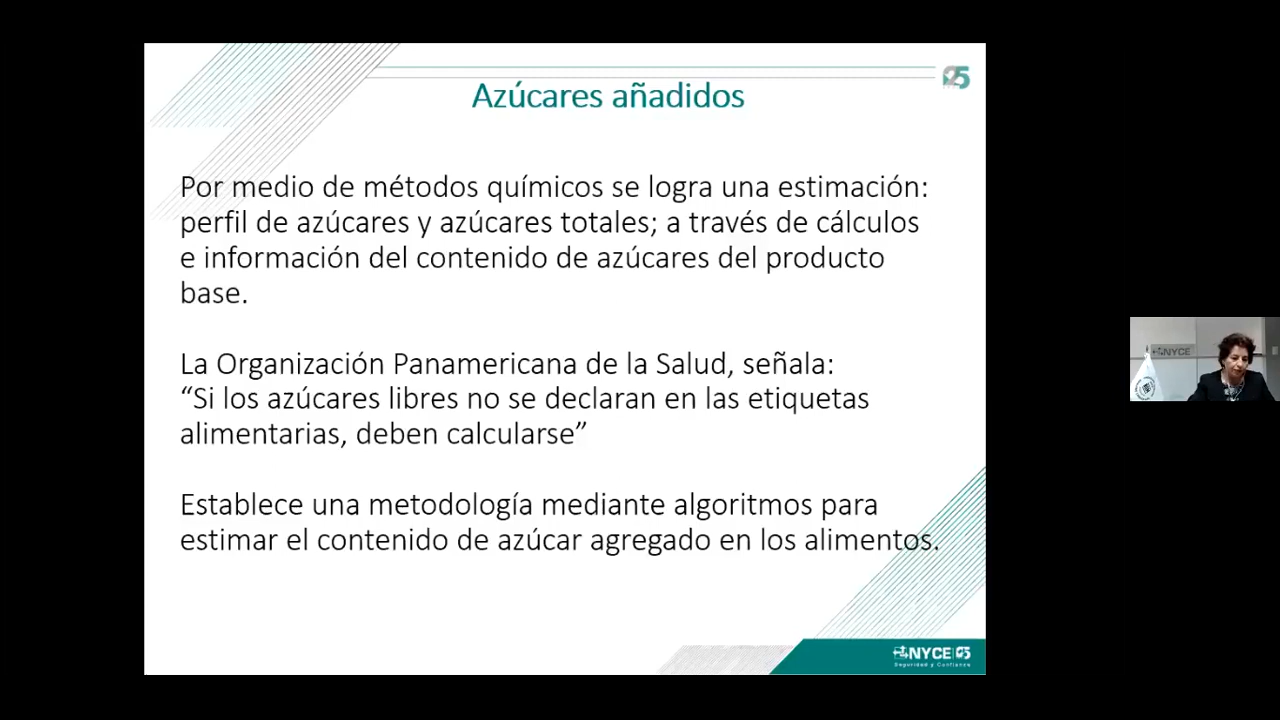 Azúcares añadidos
Por medio de métodos químicos se logra una estimación:
perfil de azúcares y azúcares totales; a través de cálculos
e información del contenido de azúcares del producto
base.
La Organización Panamericana de la Salud, señala:
“Si los azúcares libres no se declaran en las etiquetas
alimentarias, deben calcularse”
Establece una metodología mediante algoritmos para
estimar el contenido de azúcar agregado en los alimentos.
NYCE
NYCE
Seguridad y Confianza